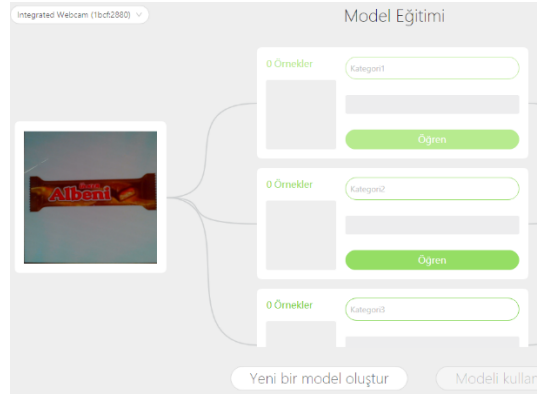 Integrated Webcam (1bcf:2880)
Model Eğitimi
0 Örnekler
Kategori1
Öğren
Albeni
0 Örnekler
Kategori2
Öğren
0 Örnekler
Kategori3
Yeni bir model oluştur
Modeli kullan